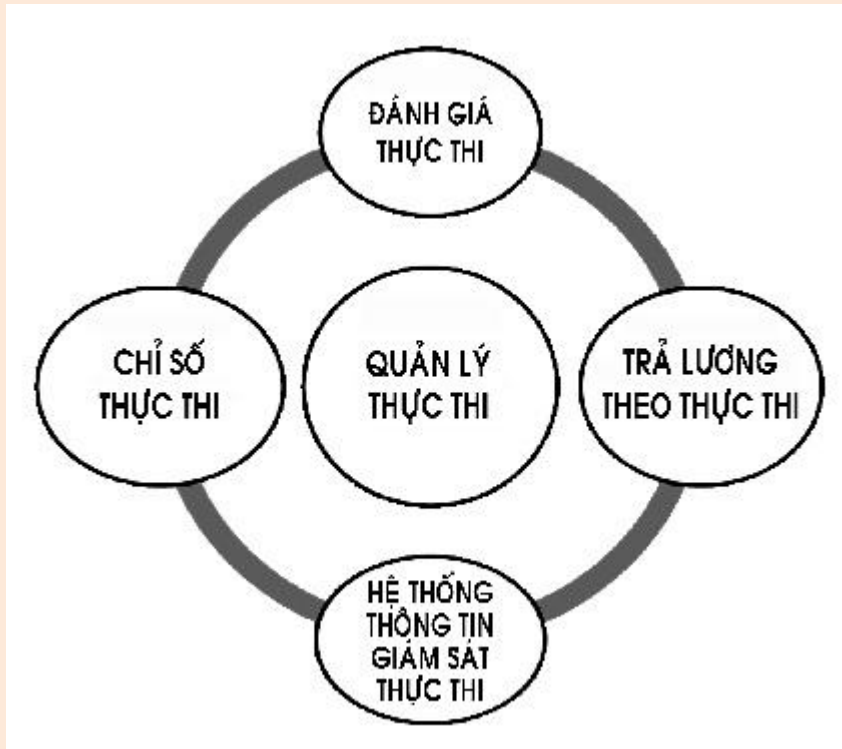 ĐÁNH GIÁ
THỰC THI
CHỈ SỐ
THỰC THI
QUẢN LÝ
THỰC THI
TRẢ LƯƠNG
THEO THỰC THI
HỆ THỐNG
THÔNG TIN
GIÁM SÁT
THỰC THI